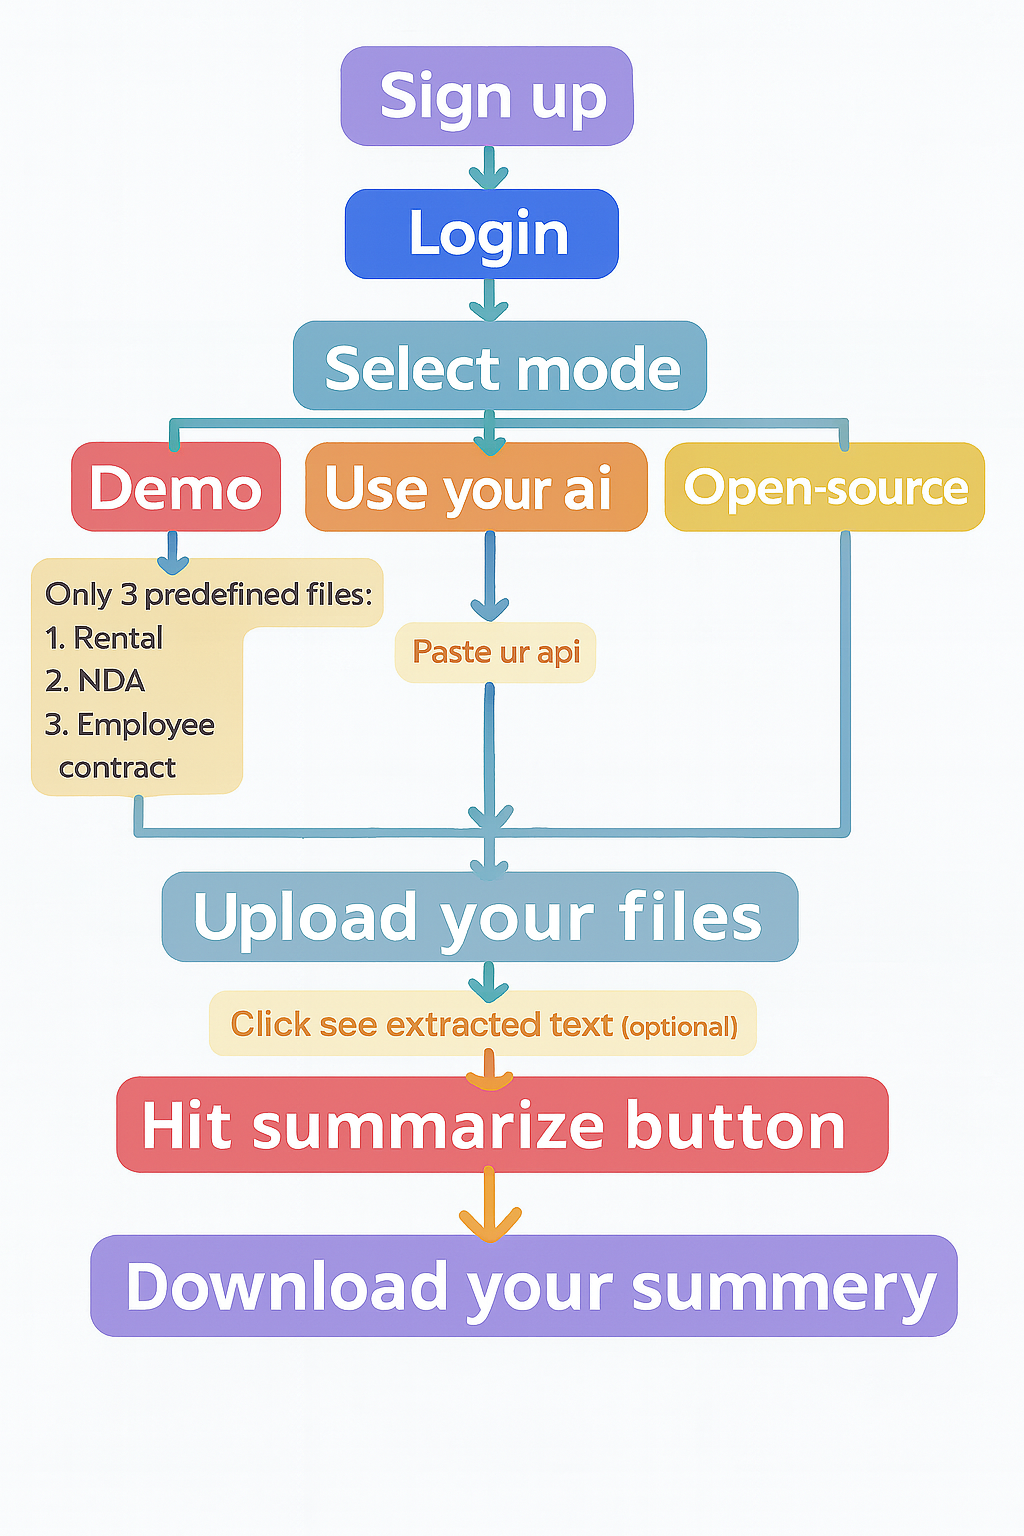 Sign up
Login
Select mode
Demo
Use your ai
Open-source
Only 3 predefined files:
1. Rental
2. NDA
3. Employee
contract
Paste ur api
Upload your files
Click see extracted text (optional)
Hit summarize button
Download your summery